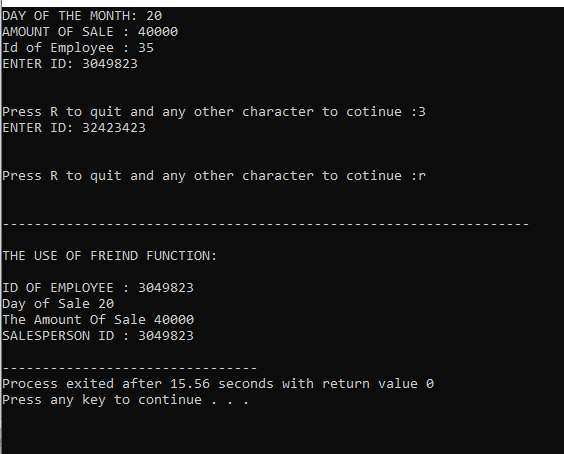 DAY OF THE MONTH: 20
AMOUNT OF SALE : 40000
Id of Employee : 35
ENTER ID: 3049823
Press R to quit and any other character to cotinue :3
ENTER ID: 32423423
Press R to quit and any other character to cotinue :r
------------------------------------------------------------------
THE USE OF FREIND FUNCTION:
ID OF EMPLOYEE : 3049823
Day of Sale 20
The Amount Of Sale 40000
SALESPERSON ID : 3049823
--------------------------------
Process exited after 15.56 seconds with return value 0
Press any key to continue . . .